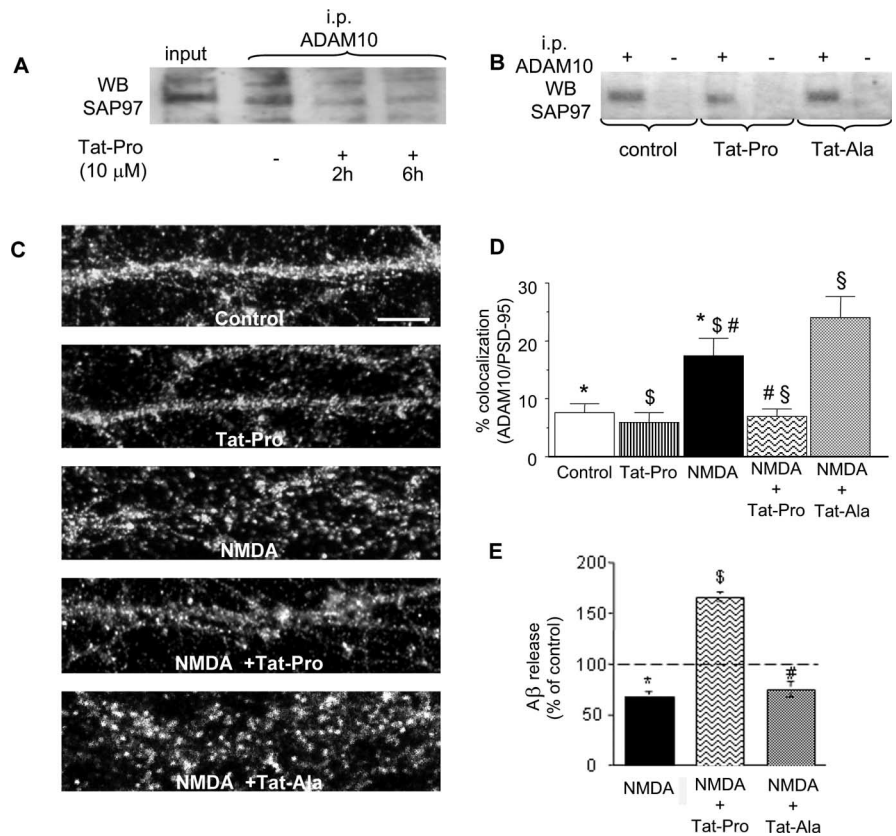 A
input
i.p.
ADAM10
WB
SAP97
Tat-Pro
(10 μM)
- + +
2h 6h
B
i.p.
ADAM10
+ - + - + -
WB
SAP97
control Tat-Pro Tat-Ala
C
Control
Tat-Pro
NMDA
NMDA +Tat-Pro
NMDA +Tat-Ala
D
% colocalization
(ADAM10/PSD-95)
30
20
10
0
*
$
* $ #
# §
§
Control Tat-Pro NMDA NMDA + Tat-Pro NMDA + Tat-Ala
E
Aβ release
(% of control)
200
150
100
50
0
*
$
#
NMDA NMDA + Tat-Pro NMDA + Tat-Ala